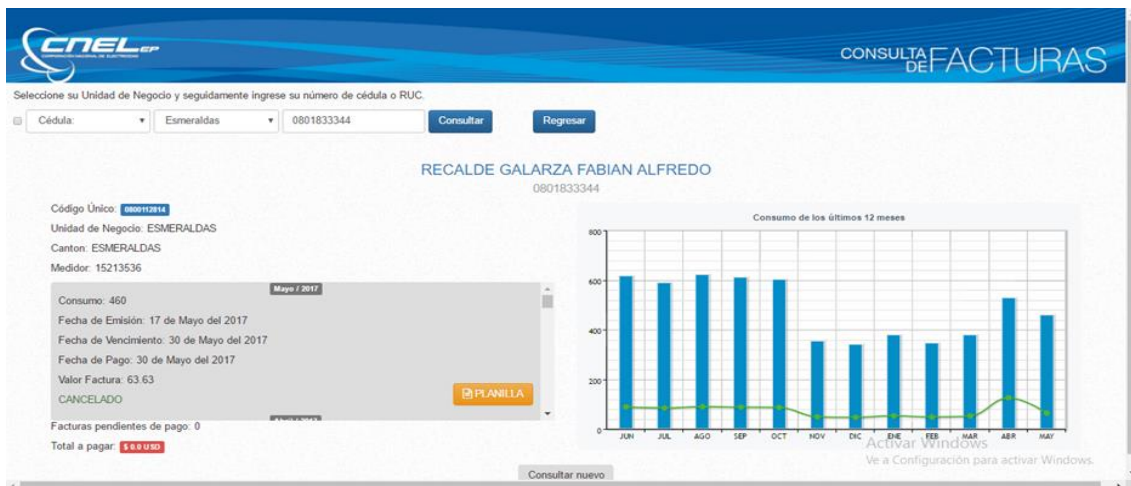 CNEL EP
CORPORACIÓN NACIONAL DE ELECTRICIDAD
CONSULTA DE FACTURAS
Seleccione su Unidad de Negocio y seguidamente ingrese su número de cédula o RUC.
Cédula: Esmeraldas 0801833344 Consultar Regresar
RECALDE GALARZA FABIAN ALFREDO
0801833344
Código Único: 0800112814
Unidad de Negocio: ESMERALDAS
Canton: ESMERALDAS
Medidor: 15213536
Mayo / 2017
Consumo: 460
Fecha de Emisión: 17 de Mayo del 2017
Fecha de Vencimiento: 30 de Mayo del 2017
Fecha de Pago: 30 de Mayo del 2017
Valor Factura: 63.63
CANCELADO
PLANILLA
Facturas pendientes de pago: 0
Total a pagar: $ 0.0 USD
Consumo de los últimos 12 meses
800
600
400
200
0
JUN JUL AGO SEP OCT NOV DIC ENE FEB MAR ABR MAY
Activar Windows
Ve a Configuración para activar Windows.
Consultar nuevo